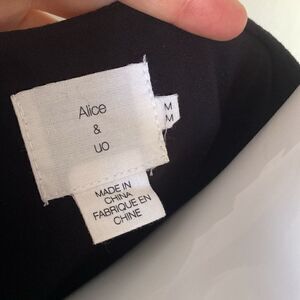 Alice
&
UO
M
M
MADE IN
CHINA
FABRIQUE EN
CHINE